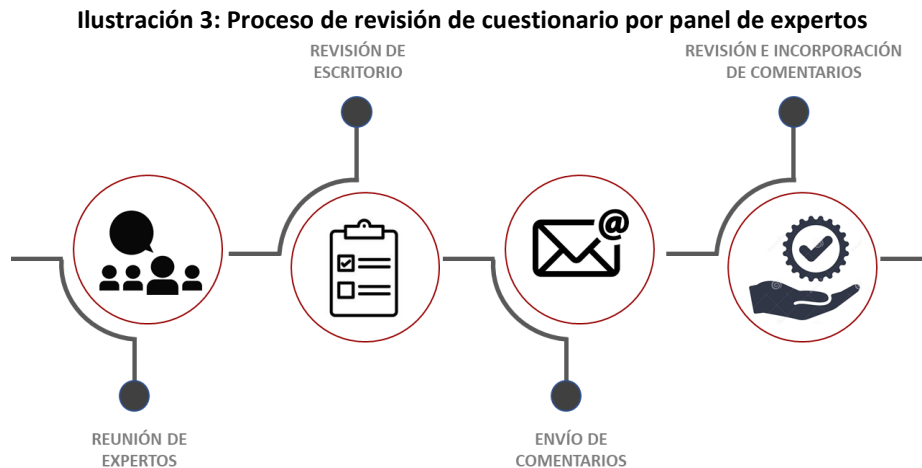 Ilustración 3: Proceso de revisión de cuestionario por panel de expertos
REVISIÓN DE
ESCRITORIO
REVISIÓN E INCORPORACIÓN
DE COMENTARIOS
@
REUNIÓN DE
EXPERTOS
ENVÍO DE
COMENTARIOS